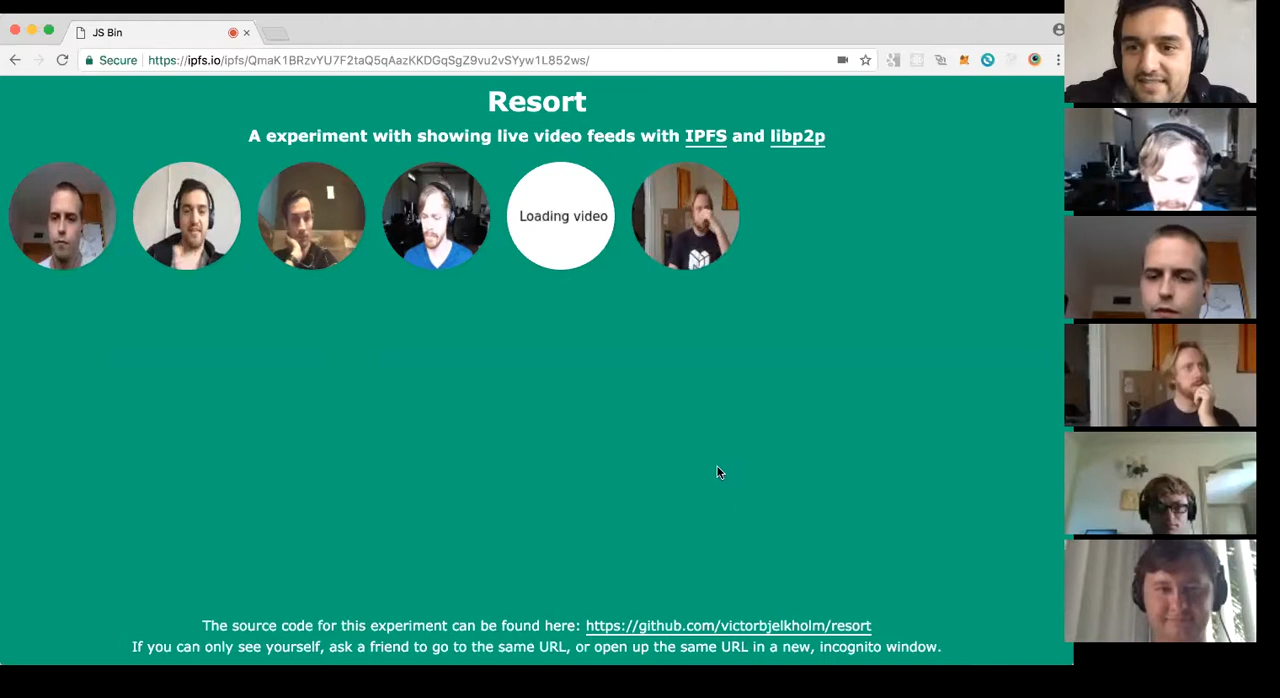 JS Bin
Secure https://ipfs.io/ipfs/QmaK1BRzvYU7F2taQ5qAazKKDGqSgZ9vu2vSYyw1L852ws/
Resort
A experiment with showing live video feeds with IPFS and libp2p
Loading video
The source code for this experiment can be found here: https://github.com/victorbjelkholm/resort
If you can only see yourself, ask a friend to go to the same URL, or open up the same URL in a new, incognito window.